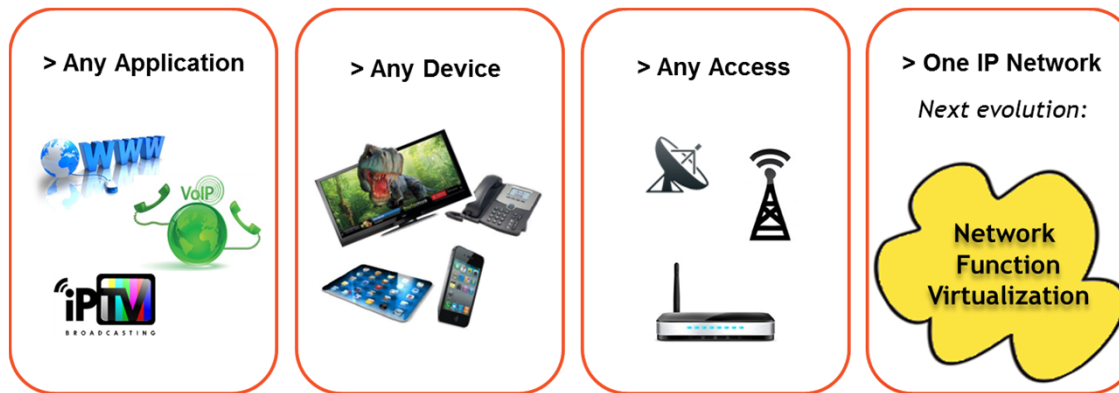 > Any Application
WWW
VoIP
iPTV
BROADCASTING
> Any Device
> Any Access
> One IP Network
Next evolution:
Network
Function
Virtualization